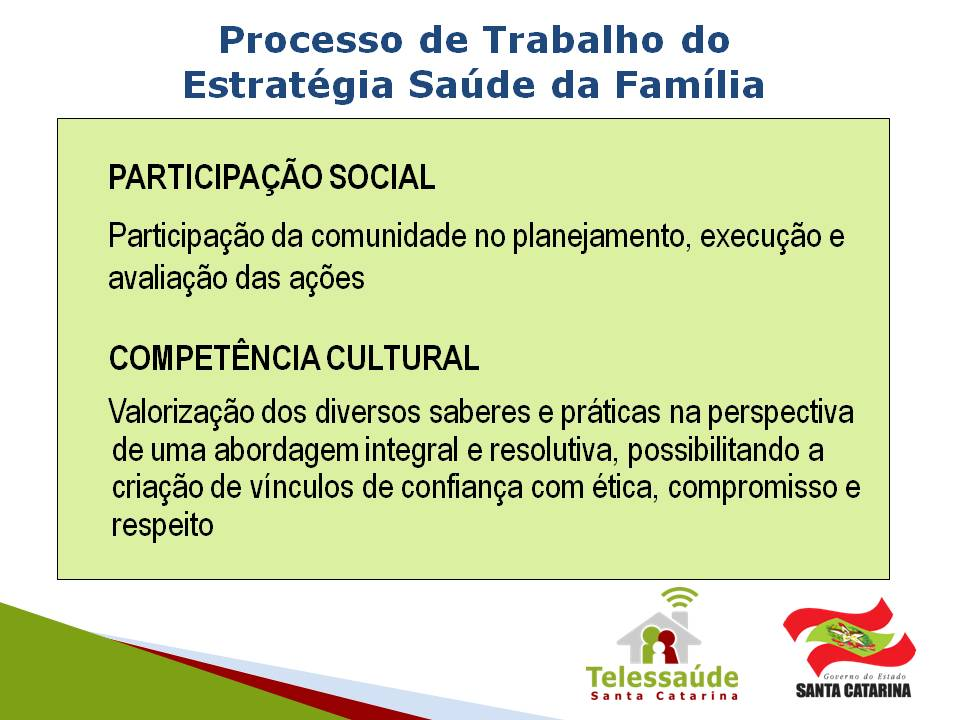 Processo de Trabalho do
Estratégia Saúde da Família
PARTICIPAÇÃO SOCIAL
Participação da comunidade no planejamento, execução e
avaliação das ações
COMPETÊNCIA CULTURAL
Valorização dos diversos saberes e práticas na perspectiva
de uma abordagem integral e resolutiva, possibilitando a
criação de vínculos de confiança com ética, compromisso e
respeito
Telessaúde
Santa Catarina
Governo do Estado
SANTA CATARINA